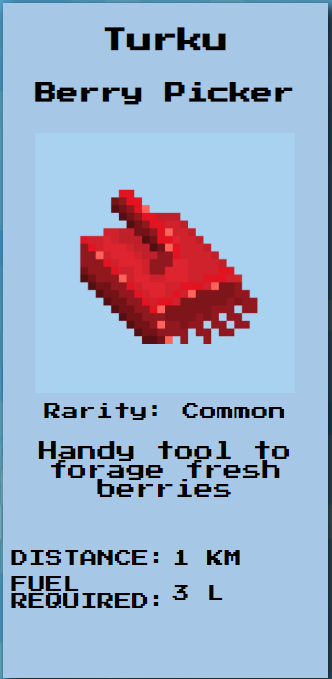 Turku
Berry Picker
Rarity: Common
Handy tool to
forage fresh
berries
DISTANCE: 1 KM
FUEL
REQUIRED: 3 L